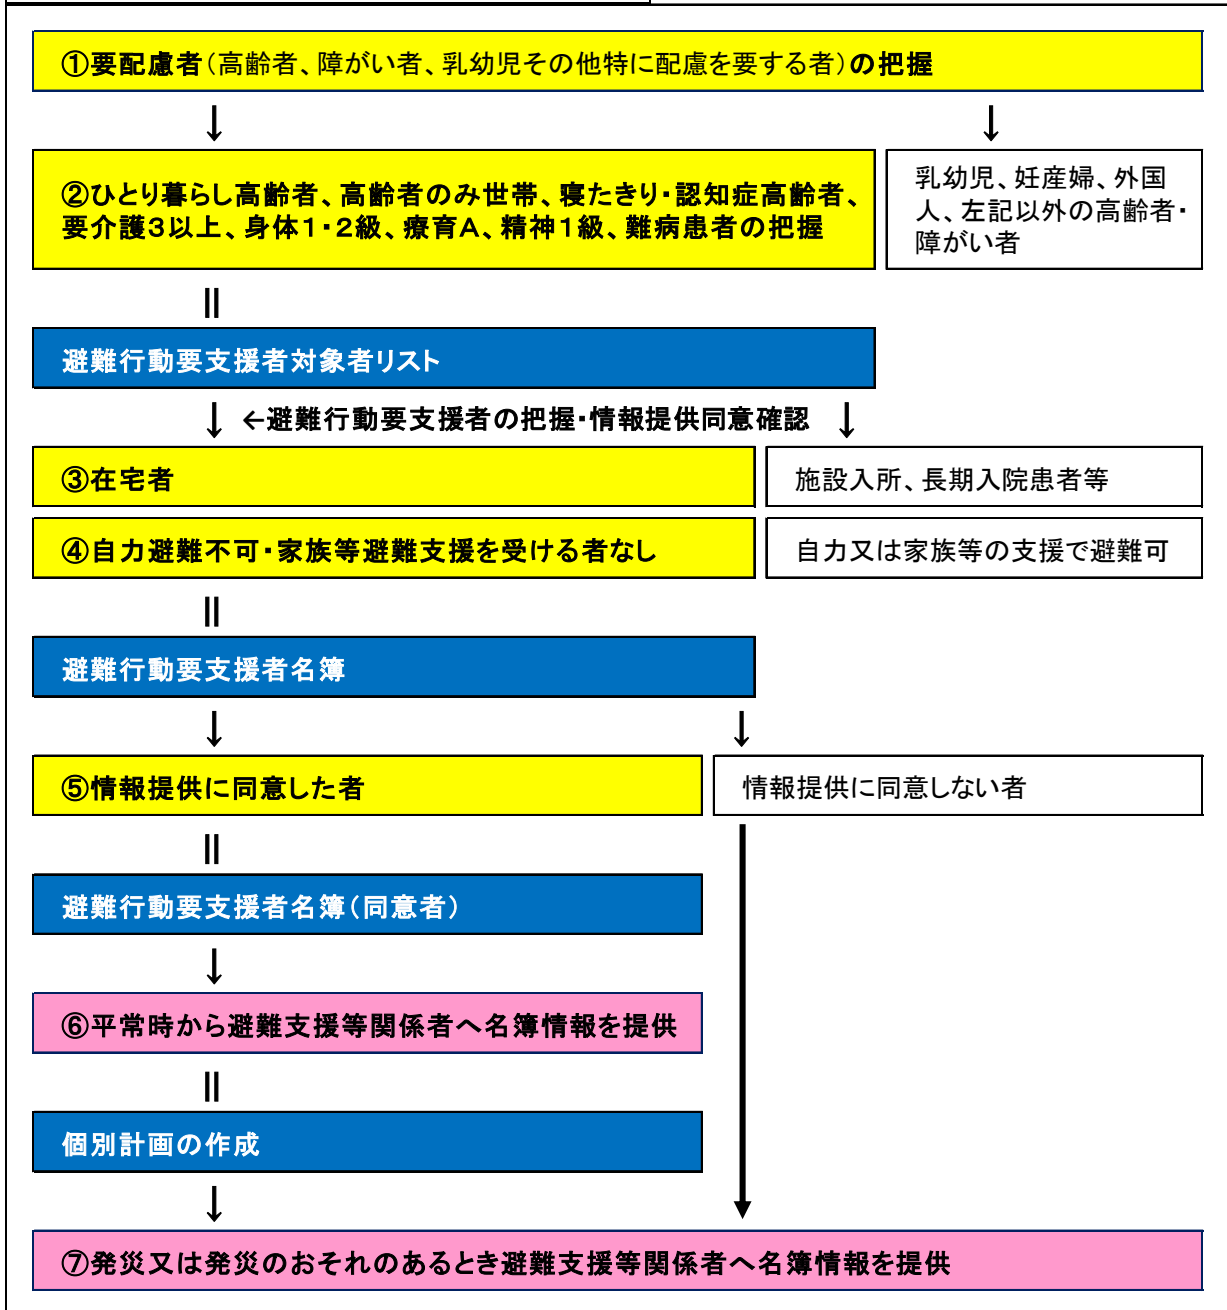 ①要配慮者(高齢者、障がい者、乳幼児その他特に配慮を要する者)の把握
↓ ↓
②ひとり暮らし高齢者、高齢者のみ世帯、寝たきり・認知症高齢者、
要介護3以上、身体1・2級、療育A、精神1級、難病患者の把握
乳幼児、妊産婦、外国
人、左記以外の高齢者・
障がい者
||
避難行動要支援者対象者リスト
↓ ←避難行動要支援者の把握・情報提供同意確認 ↓
③在宅者
施設入所、長期入院患者等
④自力避難不可・家族等避難支援を受ける者なし
自力又は家族等の支援で避難可
||
避難行動要支援者名簿
↓ ↓
⑤情報提供に同意した者
情報提供に同意しない者
||
避難行動要支援者名簿(同意者)
↓
⑥平常時から避難支援等関係者へ名簿情報を提供
||
個別計画の作成
↓
⑦発災又は発災のおそれのあるとき避難支援等関係者へ名簿情報を提供